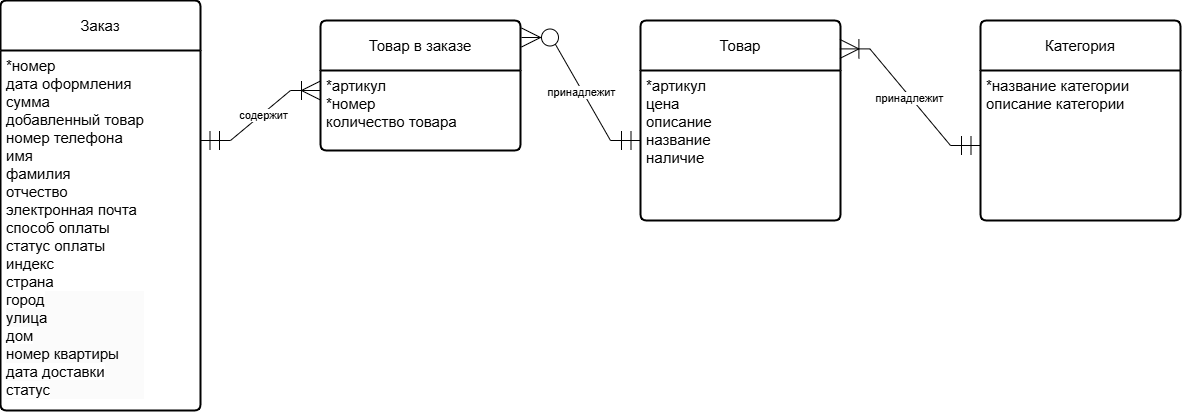 Заказ
*номер
дата оформления
сумма
добавленный товар
номер телефона
имя
фамилия
отчество
электронная почта
способ оплаты
статус оплаты
индекс
страна
город
улица
дом
номер квартиры
дата доставки
статус
содержит
Товар в заказе
*артикул
*номер
количество товара
принадлежит
Товар
*артикул
цена
описание
название
наличие
принадлежит
Категория
*название категории
описание категории